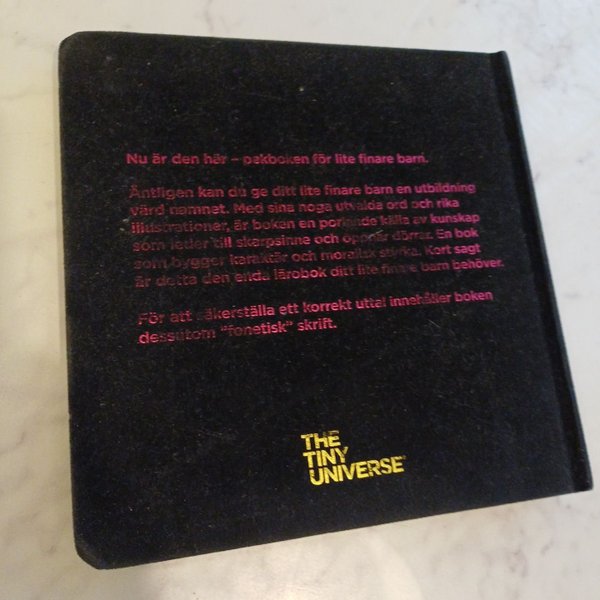 Nu är den här – pekboken för lite finare barn.
Äntligen kan du ge ditt lite finare barn en utbildning
värd namnet. Med sina noga utvalda ord och rika
illustrationer, är boken en porlande källa av kunskap
som leder till skarpsinne och öppnar dörrar. En bok
som bygger karaktär och moralisk styrka. Kort sagt
är detta den enda lärobok ditt lite finare barn behöver.
För att säkerställa ett korrekt uttal innehåller boken
dessutom "fonetisk" skrift.
THE
TINY
UNIVERSE